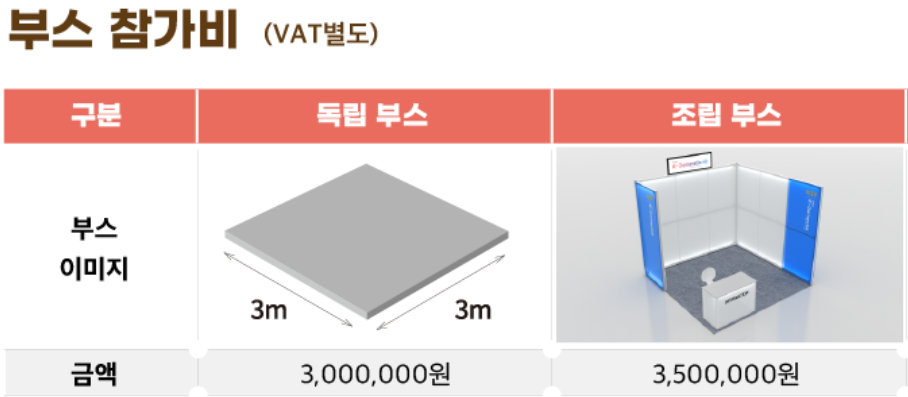 부스 참가비 (VAT별도)
구분 독립 부스 조립 부스
부스
이미지
3m 3m
금액 3,000,000원 3,500,000원